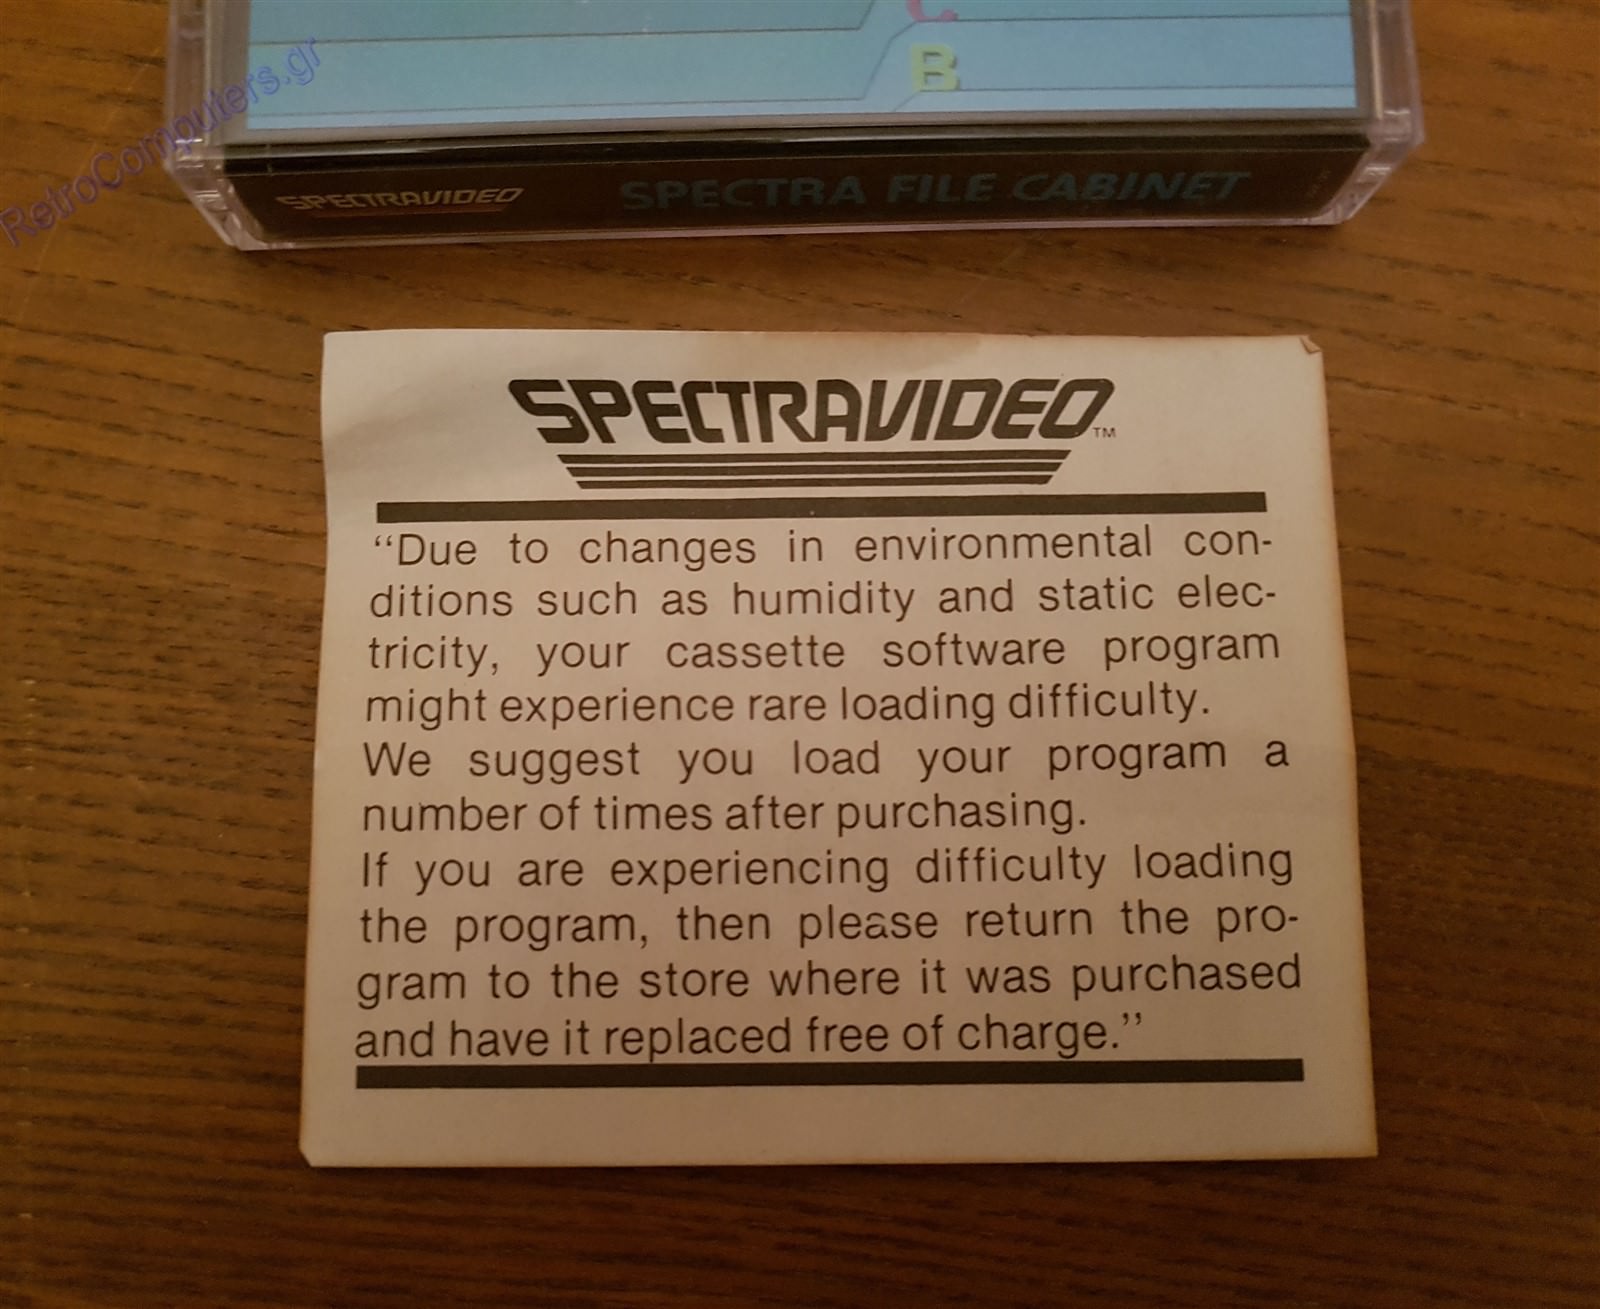 C
B
RetroComputers.gr
SPECTRAVIDEO SPECTRA FILE CABINET
SPECTRAVIDEO™
“Due to changes in environmental con-
ditions such as humidity and static elec-
tricity, your cassette software program
might experience rare loading difficulty.
We suggest you load your program a
number of times after purchasing.
If you are experiencing difficulty loading
the program, then please return the pro-
gram to the store where it was purchased
and have it replaced free of charge.”